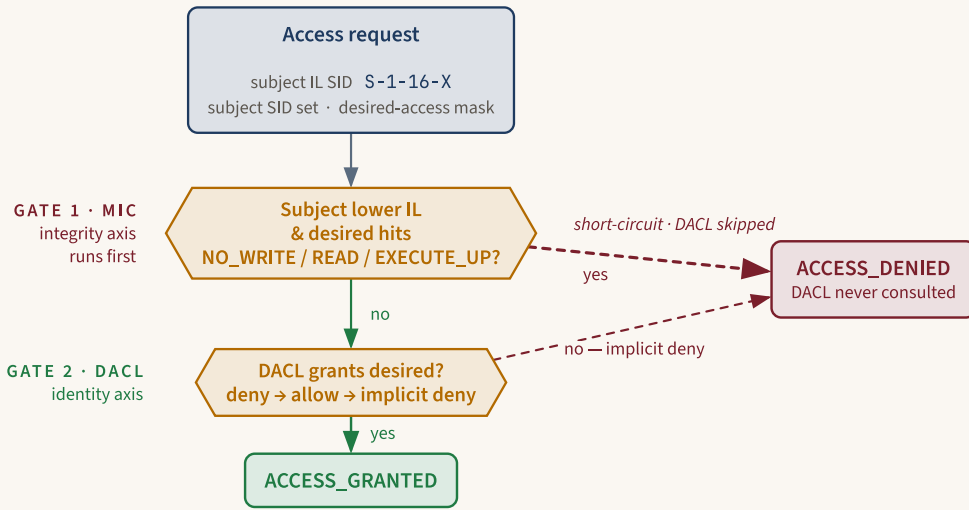 Access request
subject IL SID S-1-16-X
subject SID set · desired-access mask
GATE 1 · MIC
integrity axis
runs first
Subject lower IL
& desired hits
NO_WRITE / READ / EXECUTE_UP?
short-circuit · DACL skipped
yes
ACCESS_DENIED
DACL never consulted
no
no — implicit deny
GATE 2 · DACL
identity axis
DACL grants desired?
deny → allow → implicit deny
yes
ACCESS_GRANTED